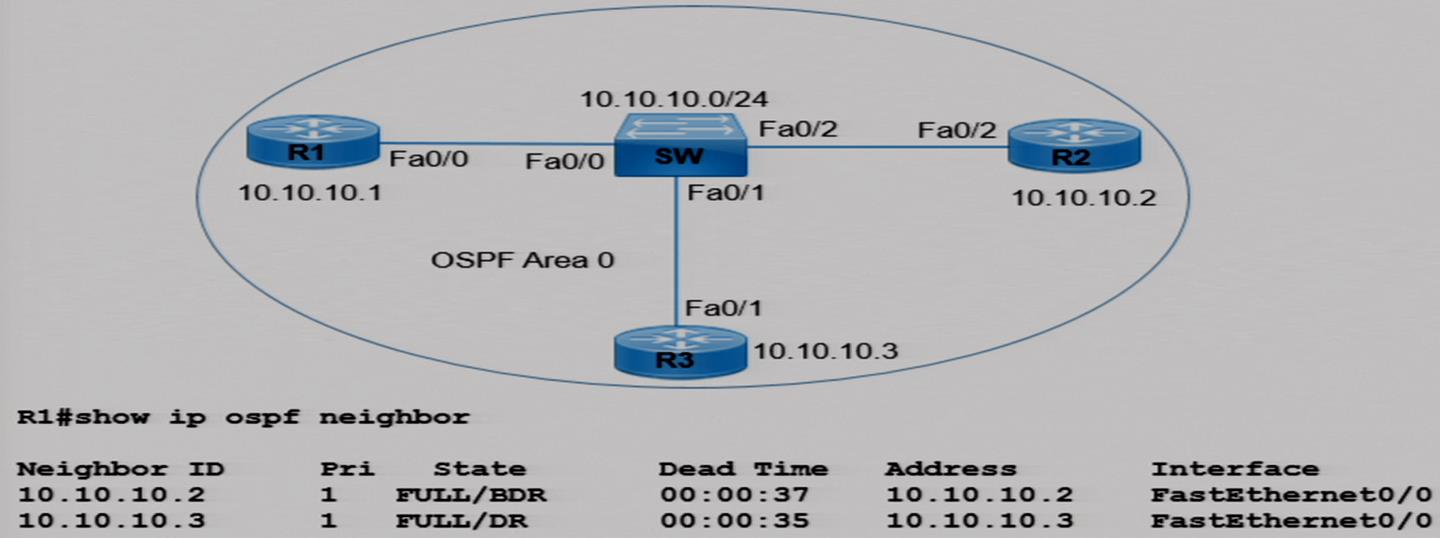 10.10.10.0/24
R1
Fa0/0
Fa0/0
SW
Fa0/2
Fa0/2
R2
10.10.10.1
Fa0/1
10.10.10.2
OSPF Area 0
Fa0/1
R3
10.10.10.3
R1#show ip ospf neighbor
Neighbor ID Pri State Dead Time Address Interface
10.10.10.2 1 FULL/BDR 00:00:37 10.10.10.2 FastEthernet0/0
10.10.10.3 1 FULL/DR 00:00:35 10.10.10.3 FastEthernet0/0